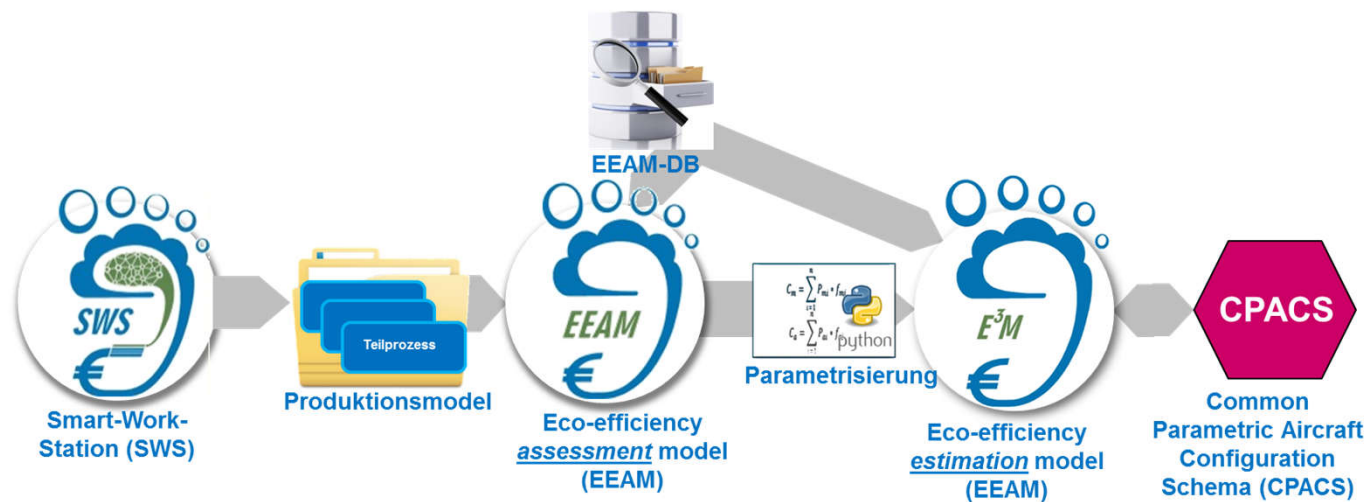 EEAM-DB
SWS
€
Teilprozess
EEAM
€
python
E³M
€
CPACS
Smart-Work-
Station (SWS)
Produktionsmodel
Eco-efficiency
assessment model
(EEAM)
Parametrisierung
Eco-efficiency
estimation model
(EEAM)
Common
Parametric Aircraft
Configuration
Schema (CPACS)